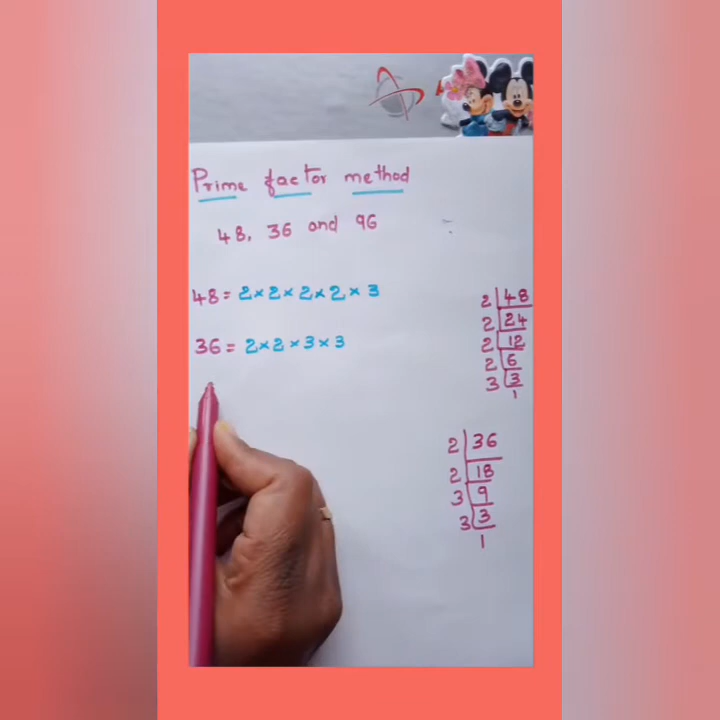 Prime factor method
48, 36 and 96
48 = 2×2×2×2×3
36 = 2×2×3×3
2 48
2 24
2 12
2 6
3 3
1
2 36
2 18
3 9
3 3
1